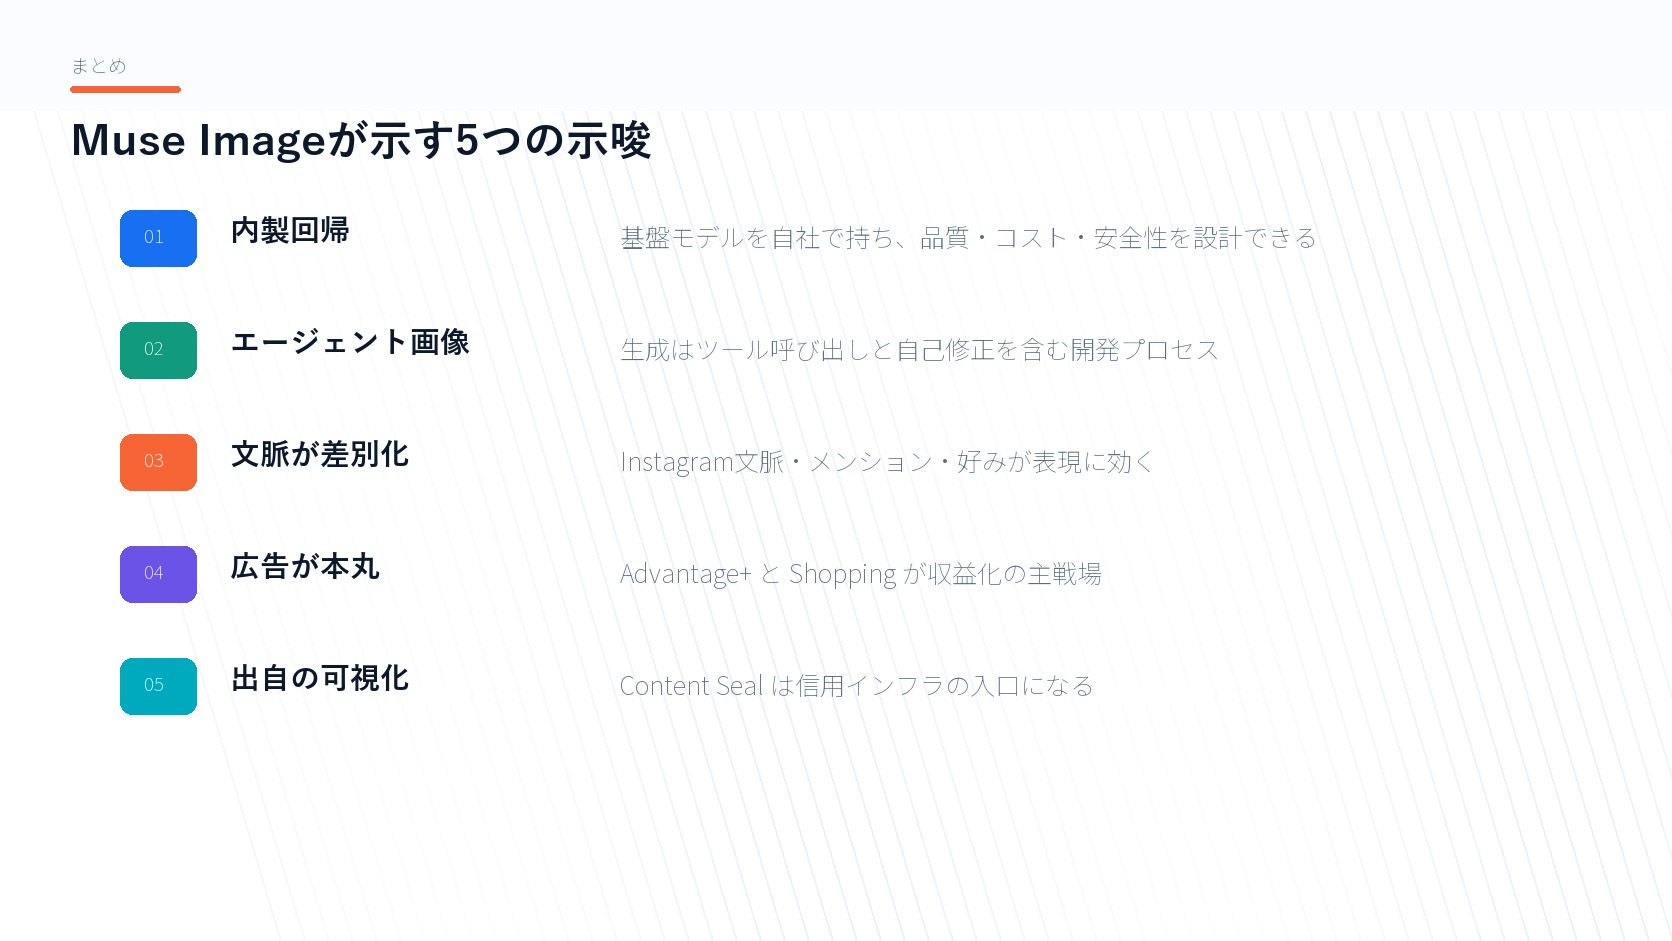 まとめ
Muse Imageが示す5つの示唆
01 内製回帰 基盤モデルを自社で持ち、品質・コスト・安全性を設計できる
02 エージェント画像 生成はツール呼び出しと自己修正を含む開発プロセス
03 文脈が差別化 Instagram文脈・メンション・好みが表現に効く
04 広告が本丸 Advantage+ と Shopping が収益化の主戦場
05 出自の可視化 Content Seal は信用インフラの入口になる